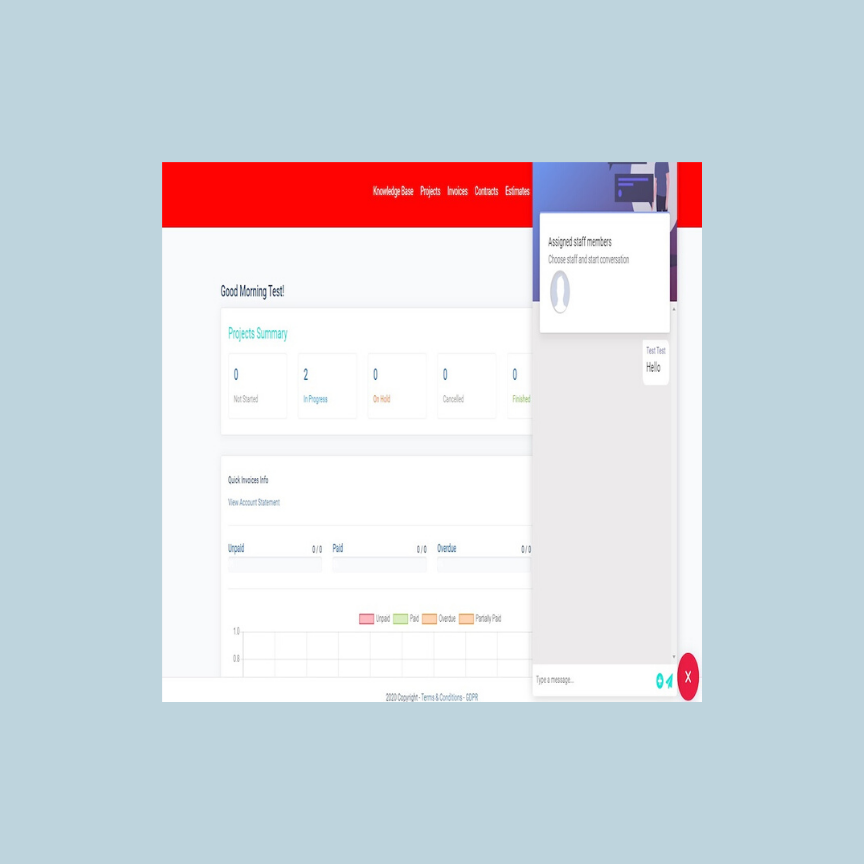 Knowledge Base Projects Invoices Contracts Estimates
Assigned staff members
Choose staff and start conversation
Good Morning Test!
Projects Summary
0 2 0 0 0
Not Started In Progress On Hold Cancelled Finished
Test Test
Hello
Quick Invoices Info
View Account Statement
Unpaid 0 / 0 Paid 0 / 0 Overdue 0 / 0
Unpaid Paid Overdue Partially Paid
1.0
0.8
Type a message...
X
2020 Copyright - Terms & Conditions - GDPR